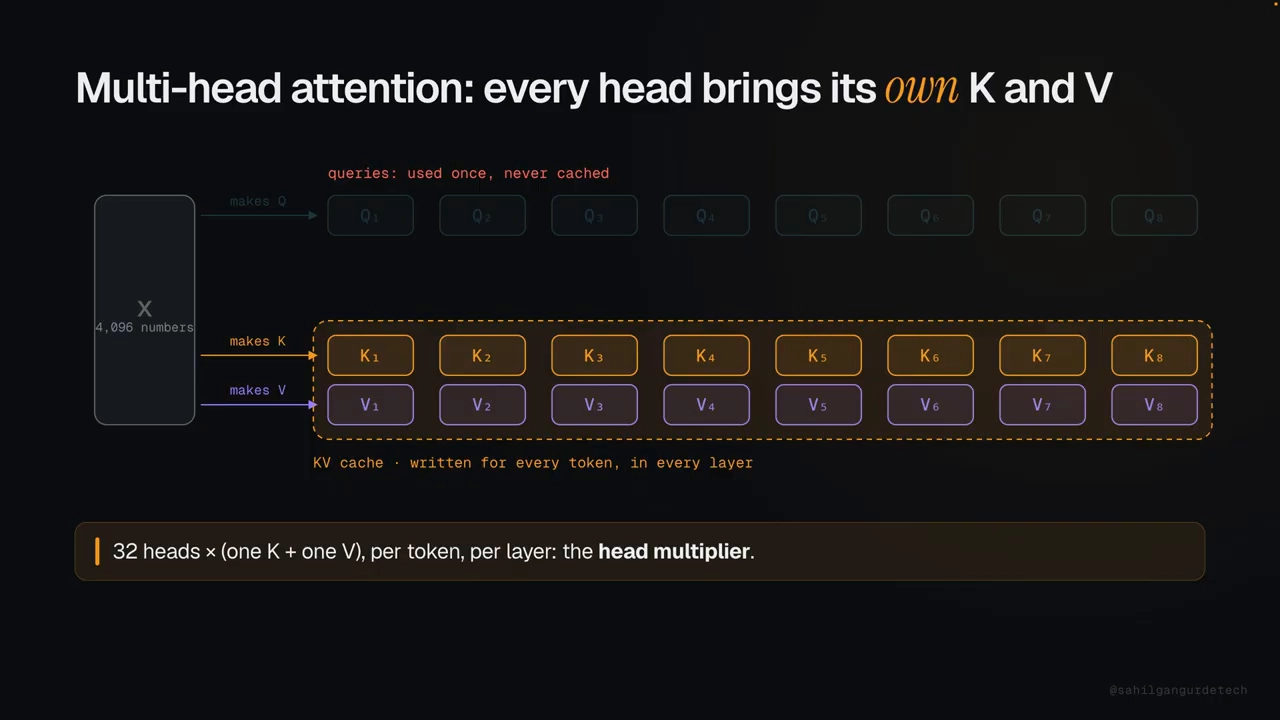 Multi-head attention: every head brings its own K and V
queries: used once, never cached
makes Q
Q₁ Q₂ Q₃ Q₄ Q₅ Q₆ Q₇ Q₈
X
4,096 numbers
makes K
K₁ K₂ K₃ K₄ K₅ K₆ K₇ K₈
makes V
V₁ V₂ V₃ V₄ V₅ V₆ V₇ V₈
KV cache · written for every token, in every layer
32 heads × (one K + one V), per token, per layer: the head multiplier.
@sahilgangurdetech